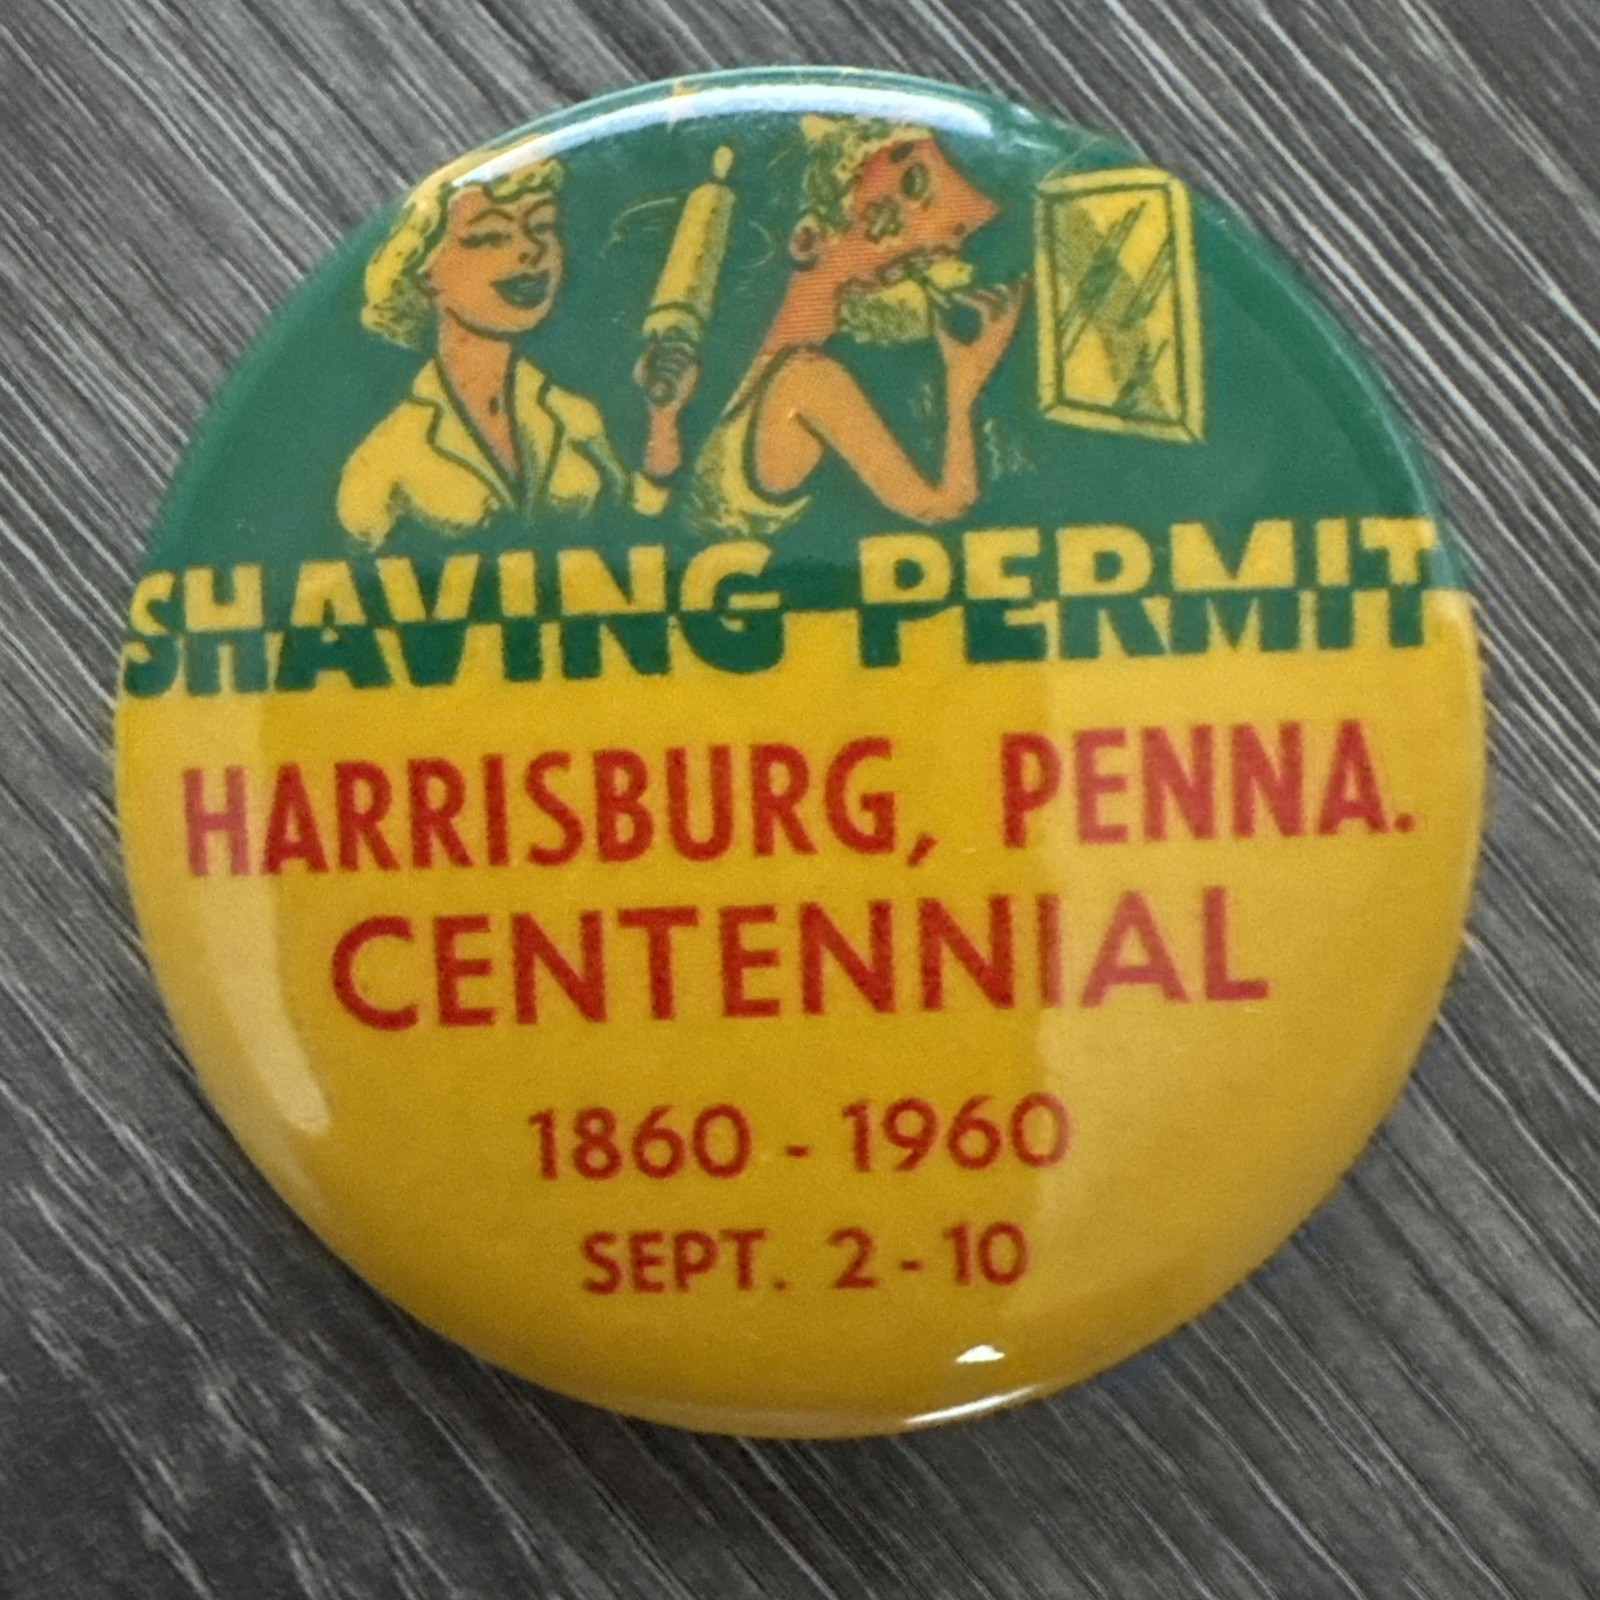 SHAVING PERMIT
HARRISBURG, PENNA.
CENTENNIAL
1860 - 1960
SEPT. 2 - 10